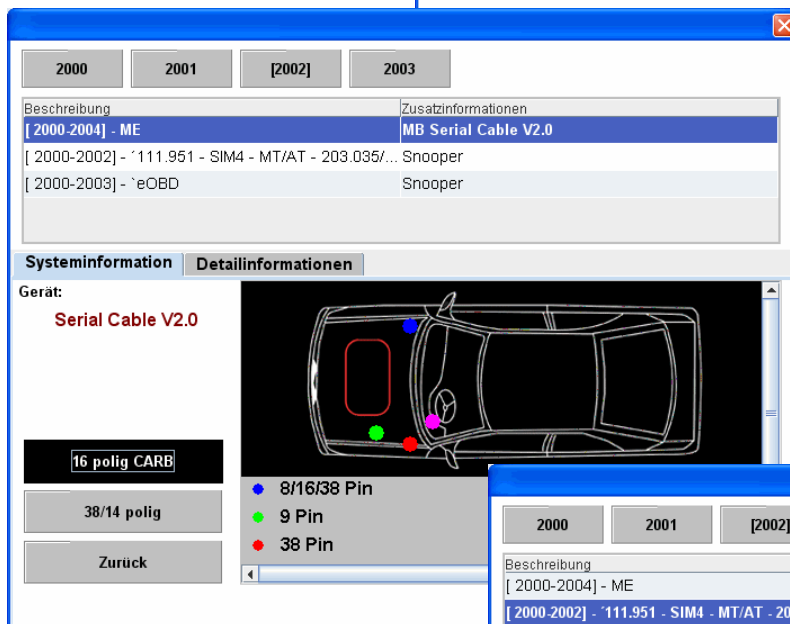 2000 2001 [2002] 2003
Beschreibung Zusatzinformationen
[ 2000-2004] - ME MB Serial Cable V2.0
[ 2000-2002] - ´111.951 - SIM4 - MT/AT - 203.035/... Snooper
[ 2000-2003] - `eOBD Snooper
Systeminformation Detailinformationen
Gerät:
Serial Cable V2.0
16 polig CARB
38/14 polig
Zurück
8/16/38 Pin
9 Pin
38 Pin
2000 2001 [2002]
Beschreibung
[ 2000-2004] - ME
[ 2000-2002] - ´111.951 - SIM4 - MT/AT - 20